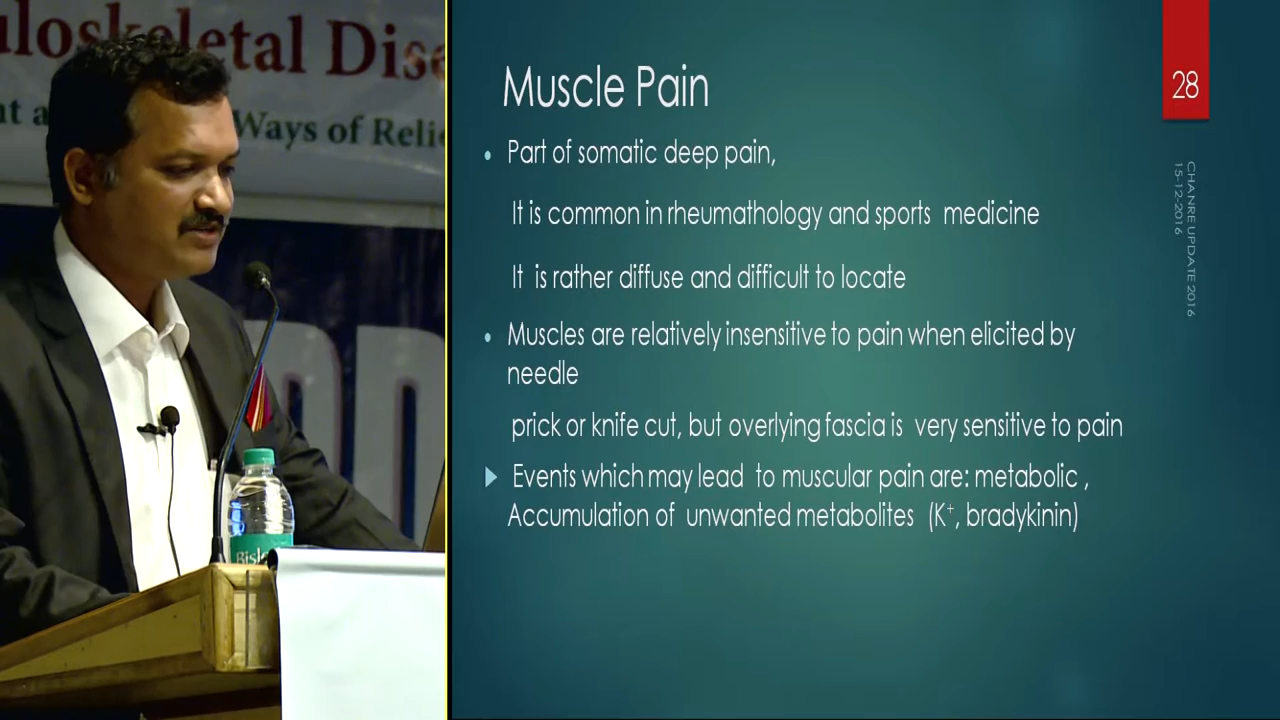 uloskeletal Dise
nt a Ways of Relie
Muscle Pain
28
• Part of somatic deep pain,
It is common in rheumathology and sports medicine
It is rather diffuse and difficult to locate
• Muscles are relatively insensitive to pain when elicited by
needle
prick or knife cut, but overlying fascia is very sensitive to pain
Events which may lead to muscular pain are: metabolic ,
Accumulation of unwanted metabolites (K⁺, bradykinin)
CHANRE UPDATE 2016
15-12-2016
Bisl